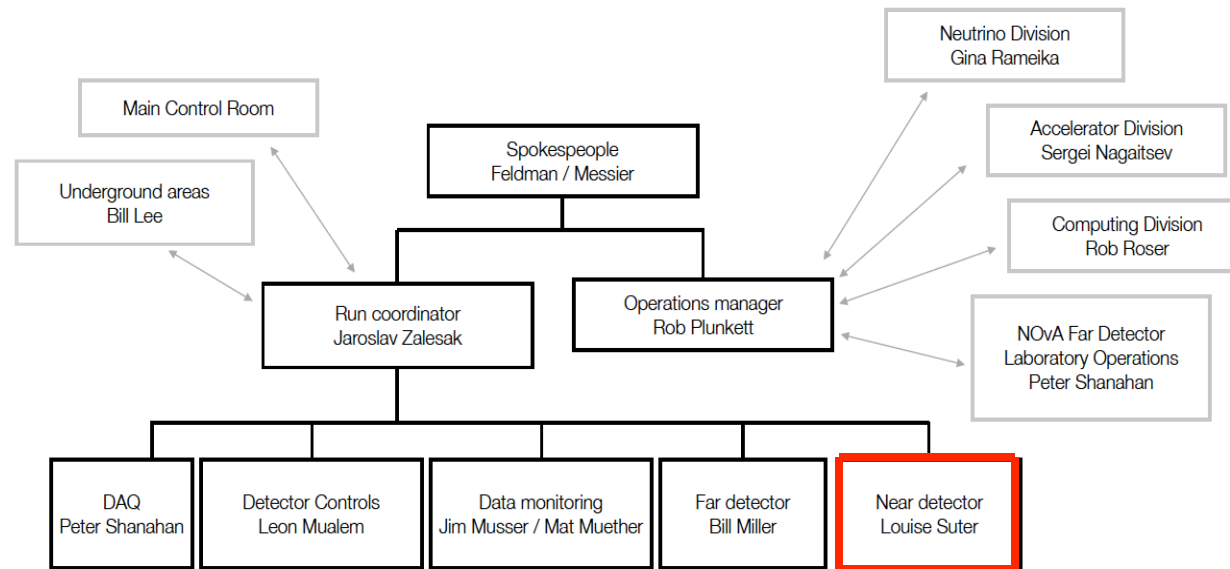 Neutrino Division
Gina Rameika
Main Control Room
Accelerator Division
Sergei Nagaitsev
Spokespeople
Feldman / Messier
Underground areas
Bill Lee
Computing Division
Rob Roser
Run coordinator
Jaroslav Zalesak
Operations manager
Rob Plunkett
NOvA Far Detector
Laboratory Operations
Peter Shanahan
DAQ
Peter Shanahan
Detector Controls
Leon Mualem
Data monitoring
Jim Musser / Mat Muether
Far detector
Bill Miller
Near detector
Louise Suter